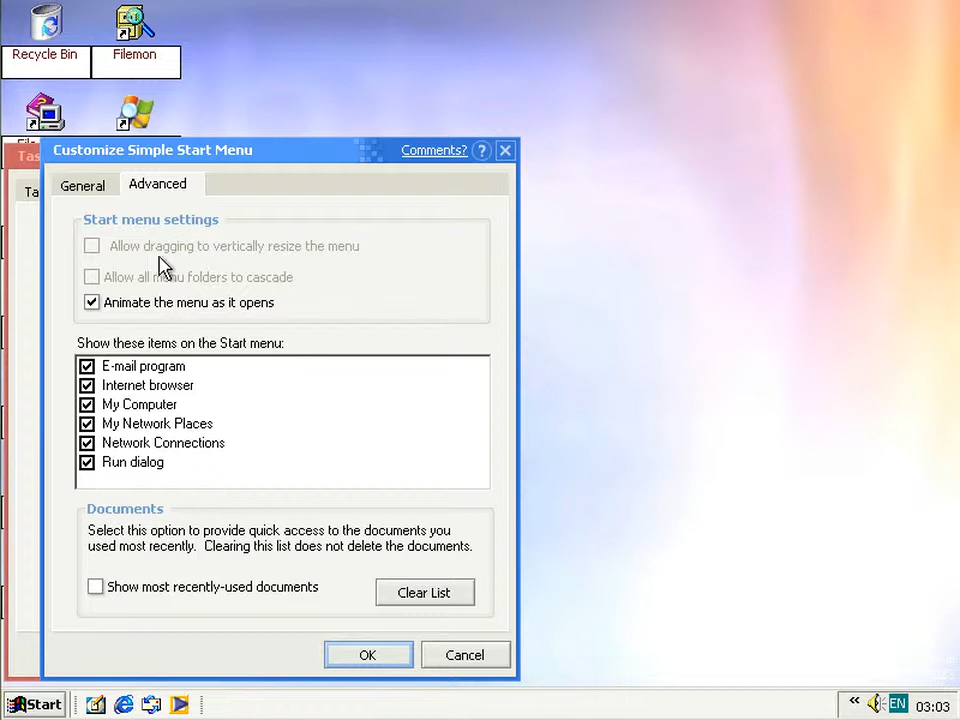 Recycle Bin
Filemon
Tas
Customize Simple Start Menu
Comments?
?
Ta
General
Advanced
Start menu settings
Allow dragging to vertically resize the menu
Allow all menu folders to cascade
Animate the menu as it opens
Show these items on the Start menu:
E-mail program
Internet browser
My Computer
My Network Places
Network Connections
Run dialog
Documents
Select this option to provide quick access to the documents you
used most recently. Clearing this list does not delete the documents.
Show most recently-used documents
Clear List
OK
Cancel
Start
EN
03:03